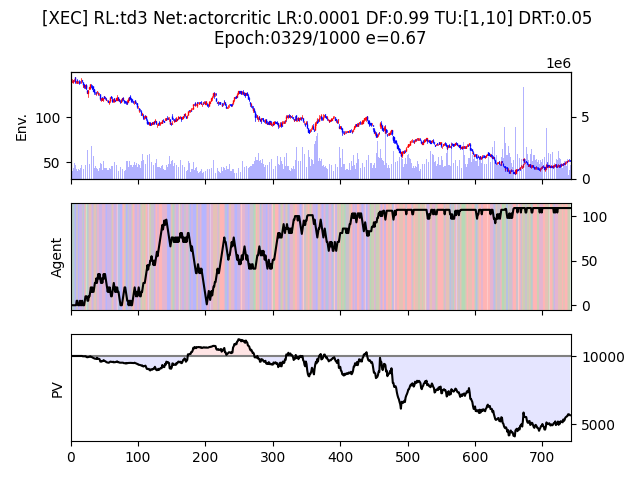 [XEC] RL:td3 Net:actorcritic LR:0.0001 DF:0.99 TU:[1,10] DRT:0.05
Epoch:0329/1000 e=0.67
1e6
Env.
100
50
5
0
Agent
100
50
0
PV
10000
5000
0 100 200 300 400 500 600 700